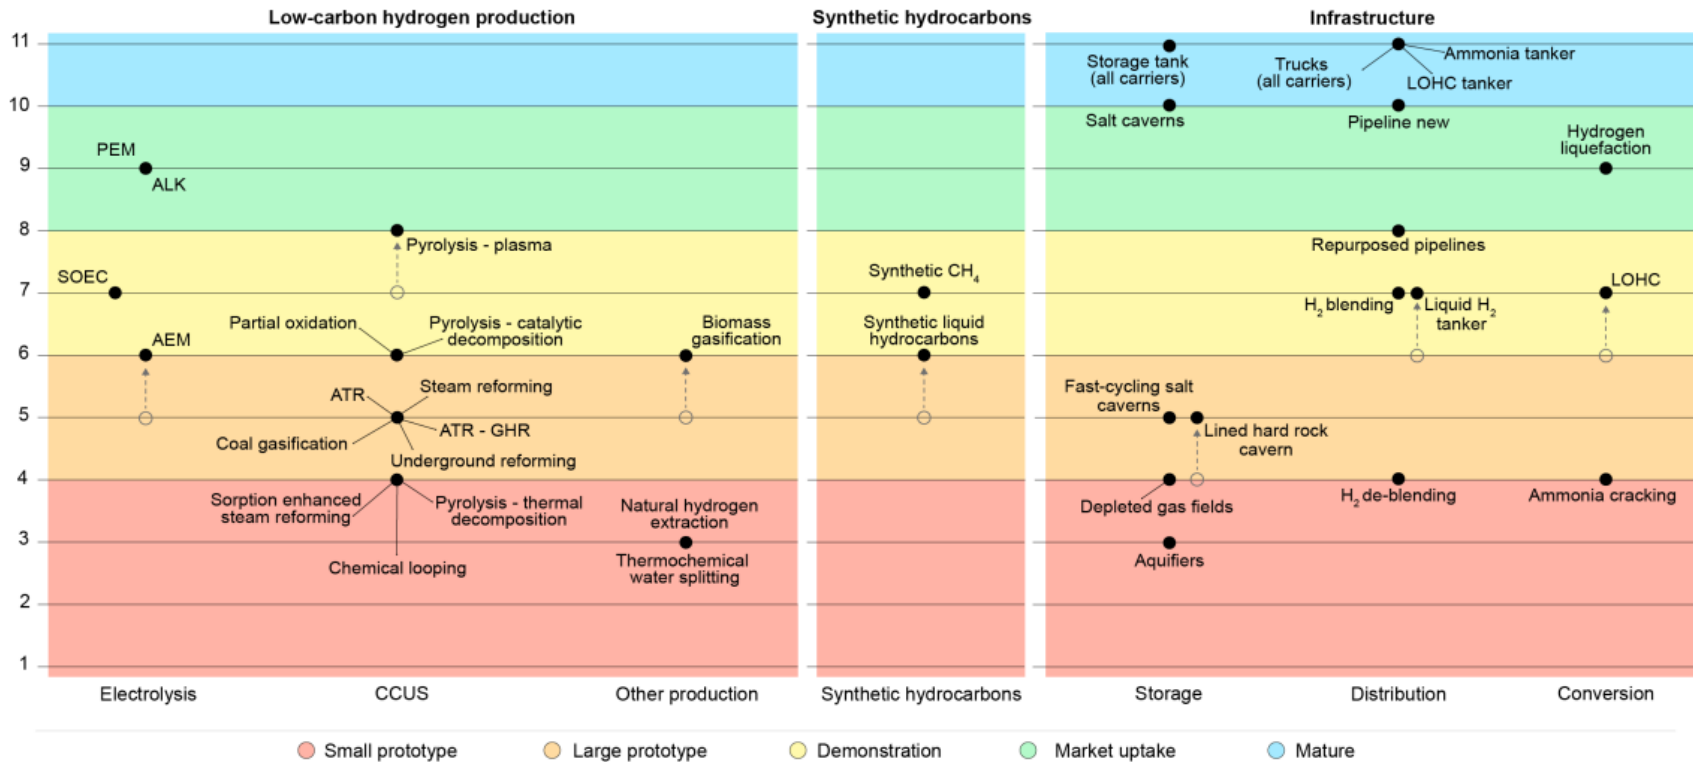 Low-carbon hydrogen production
Synthetic hydrocarbons
Infrastructure
11
10
9
8
7
6
5
4
3
2
1
PEM
ALK
SOEC
AEM
Pyrolysis - plasma
Partial oxidation
Pyrolysis - catalytic
decomposition
ATR
Steam reforming
Coal gasification
ATR - GHR
Underground reforming
Sorption enhanced
steam reforming
Pyrolysis - thermal
decomposition
Chemical looping
Biomass
gasification
Natural hydrogen
extraction
Thermochemical
water splitting
Synthetic CH4
Synthetic liquid
hydrocarbons
Storage tank
(all carriers)
Salt caverns
Fast-cycling salt
caverns
Lined hard rock
cavern
Depleted gas fields
Aquifiers
Trucks
(all carriers)
Ammonia tanker
LOHC tanker
Pipeline new
Repurposed pipelines
H2 blending
Liquid H2
tanker
H2 de-blending
Hydrogen
liquefaction
LOHC
Ammonia cracking
Electrolysis
CCUS
Other production
Synthetic hydrocarbons
Storage
Distribution
Conversion
Small prototype
Large prototype
Demonstration
Market uptake
Mature